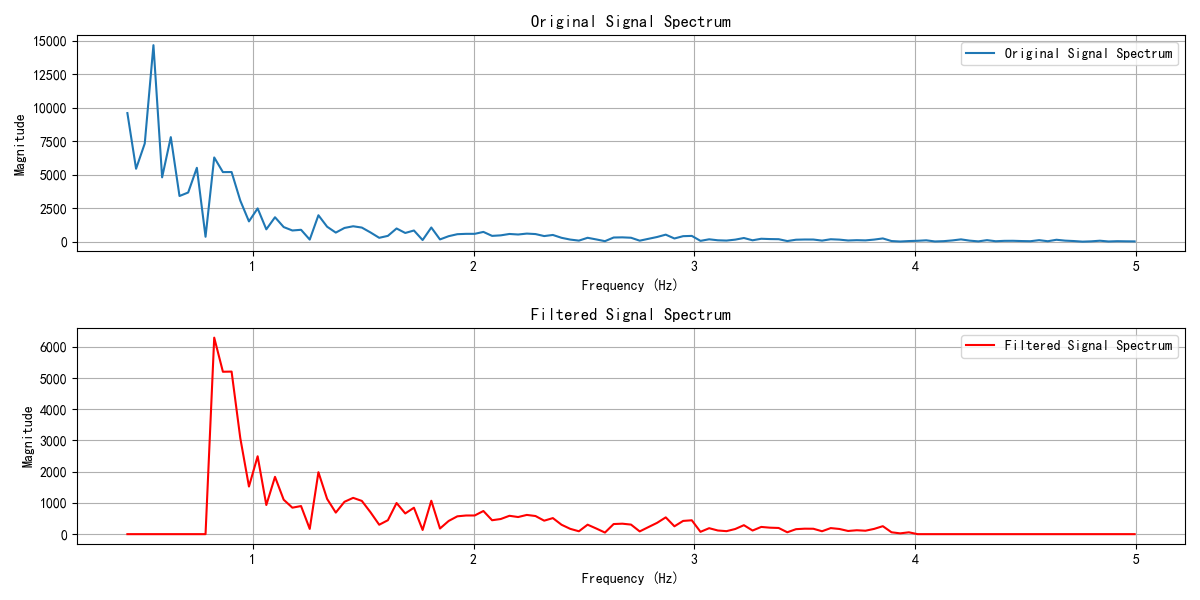 Original Signal Spectrum
15000
12500
10000
7500
5000
2500
0
Magnitude
Original Signal Spectrum
1 2 3 4 5
Frequency (Hz)
Filtered Signal Spectrum
6000
5000
4000
3000
2000
1000
0
Magnitude
Filtered Signal Spectrum
1 2 3 4 5
Frequency (Hz)